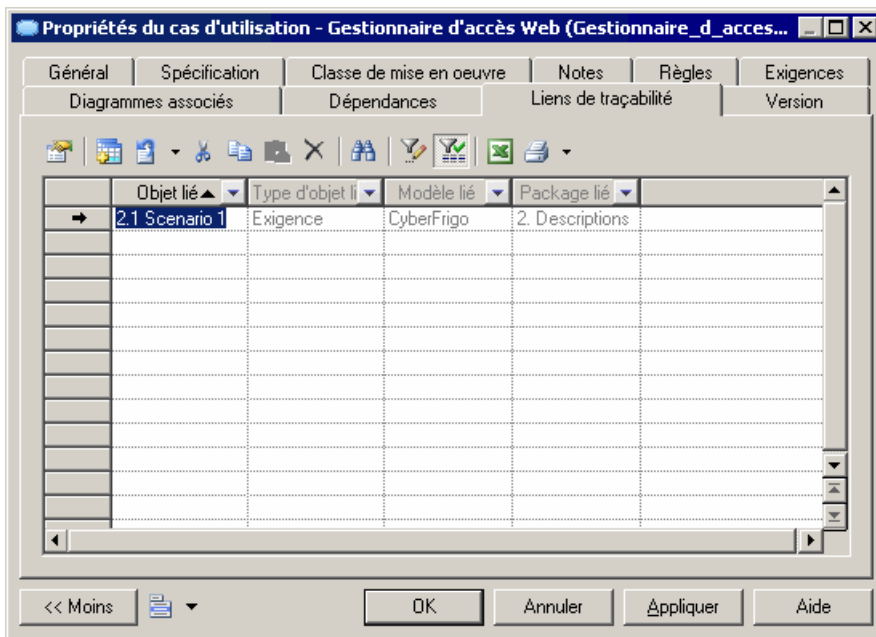 Propriétés du cas d'utilisation - Gestionnaire d'accès Web (Gestionnaire_d_acces...
Général Spécification Classe de mise en oeuvre Notes Règles Exigences
Diagrammes associés Dépendances Liens de traçabilité Version
Objet lié Type d'objet li Modèle lié Package lié
2.1 Scenario 1 Exigence CyberFrigo 2. Descriptions
<< Moins OK Annuler Appliquer Aide